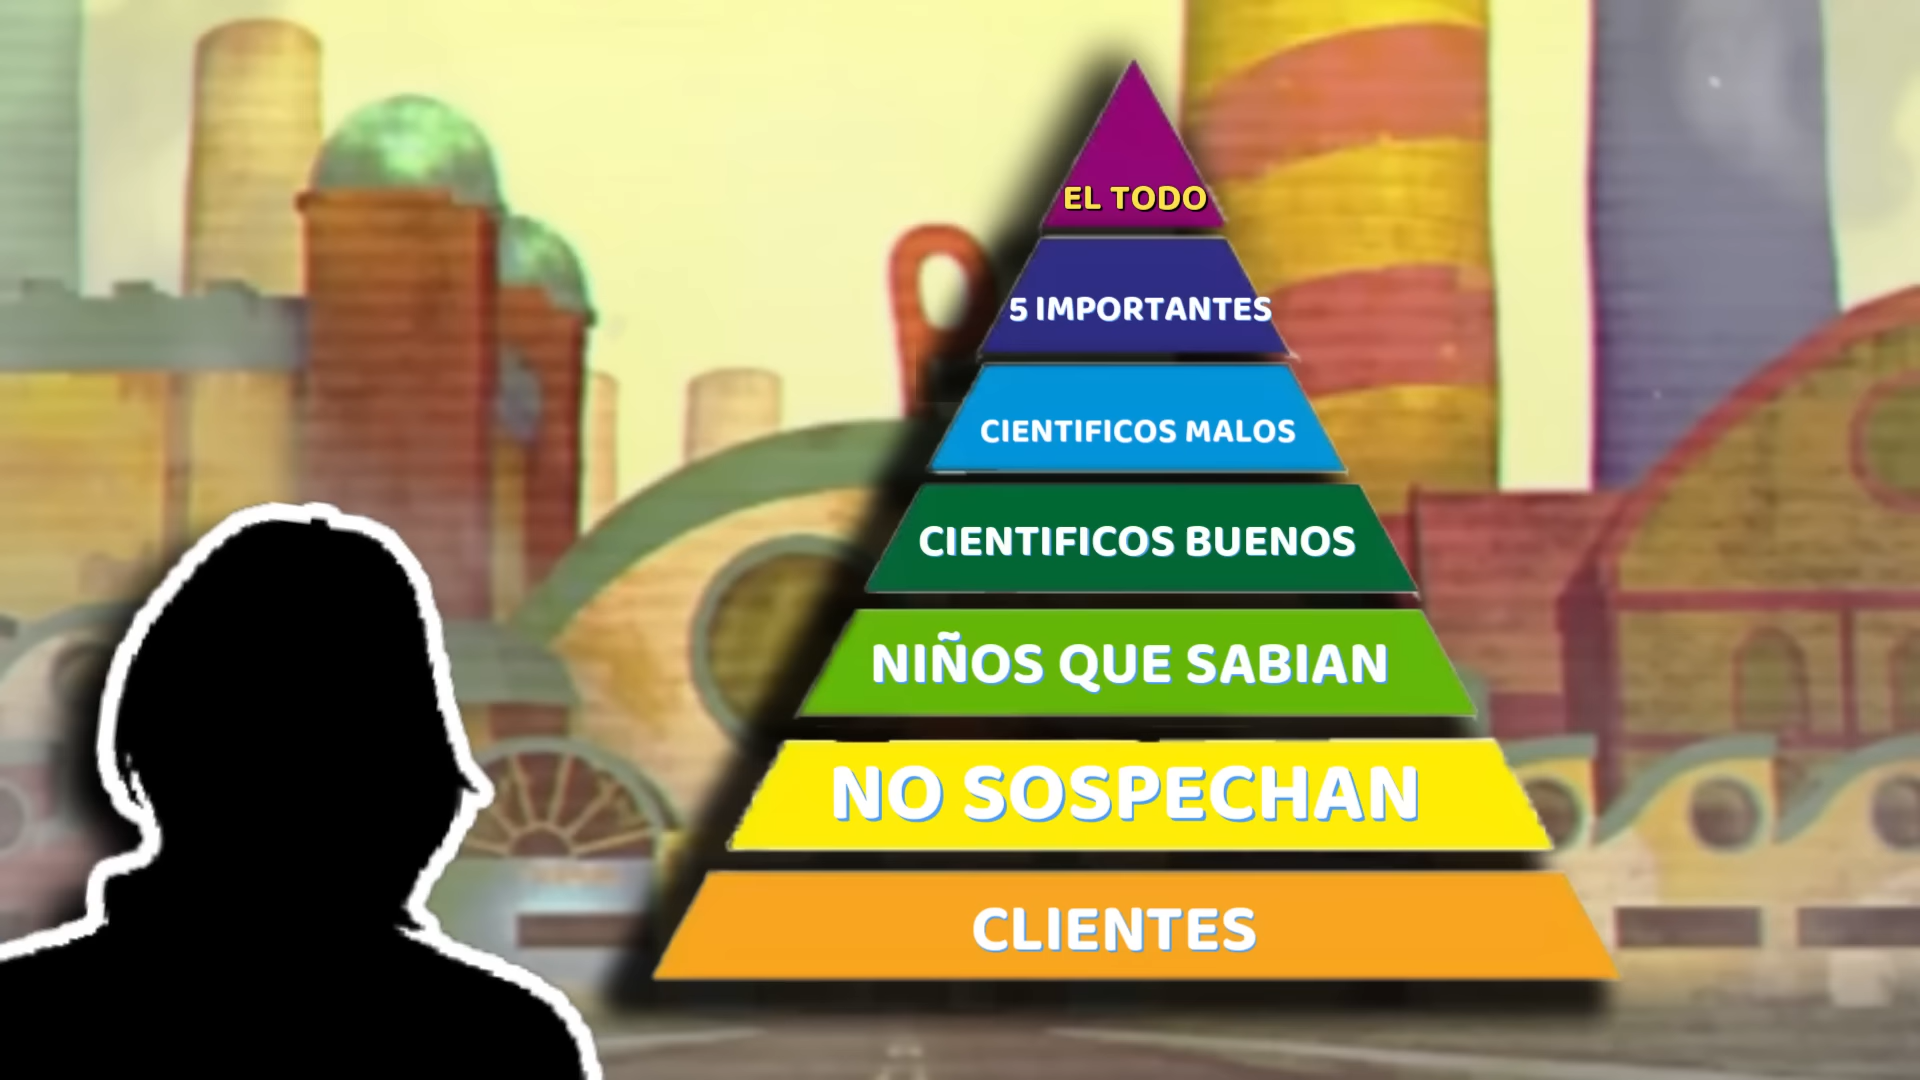 EL TODO
5 IMPORTANTES
CIENTIFICOS MALOS
CIENTIFICOS BUENOS
NIÑOS QUE SABIAN
NO SOSPECHAN
CLIENTES